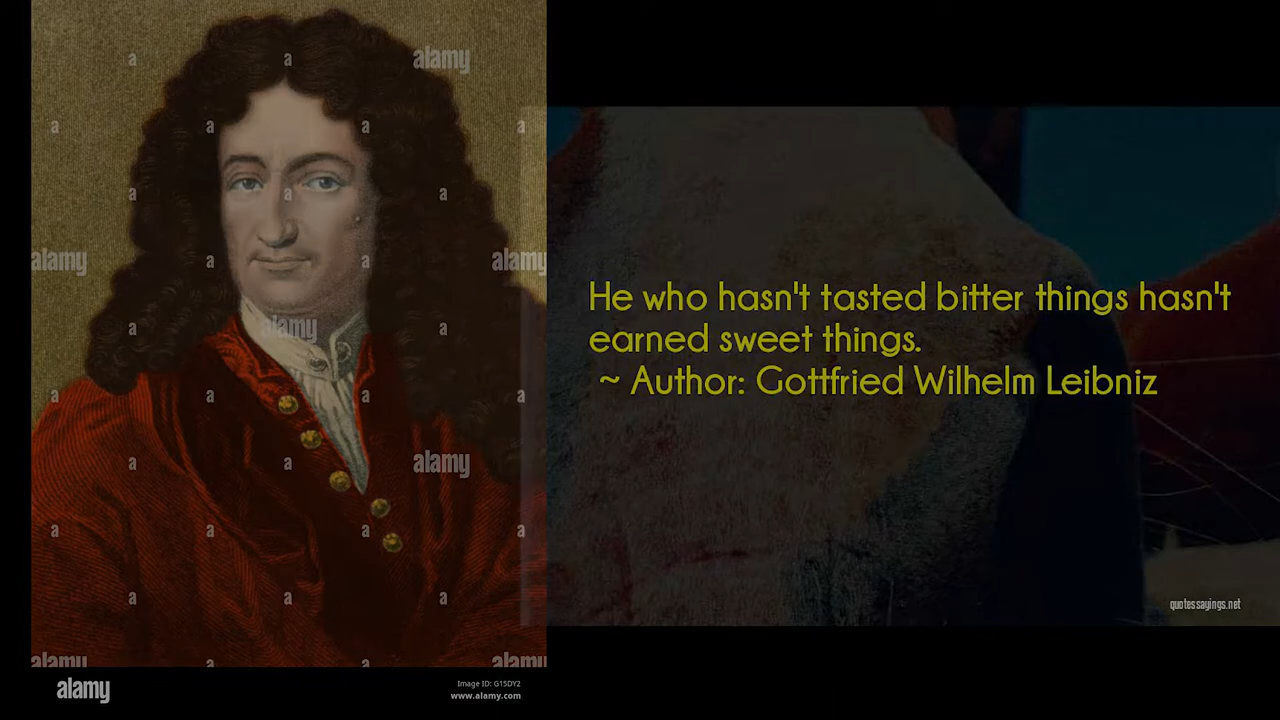 alamy
alamy
alamy
alamy
alamy
alamy
alamy
alamy
Image ID: G15DY2
www.alamy.com
He who hasn't tasted bitter things hasn't
earned sweet things.
~ Author: Gottfried Wilhelm Leibniz
quotessayings.net